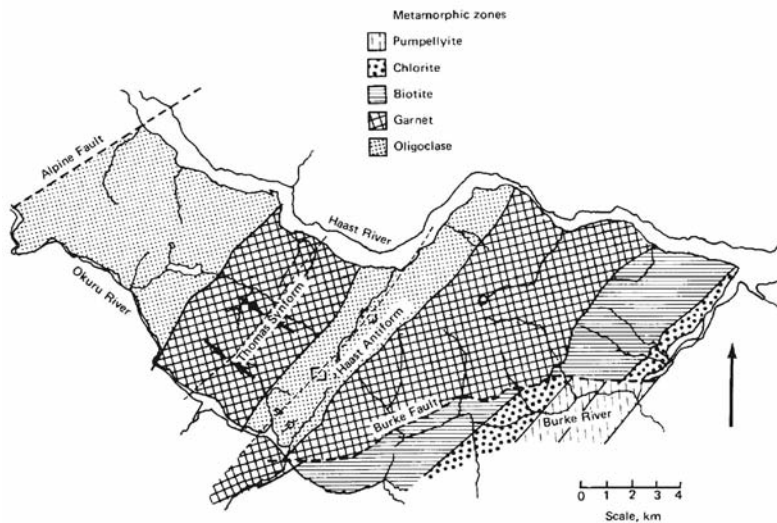 Metamorphic zones
Pumpellyite
Chlorite
Biotite
Garnet
Oligoclase
Alpine Fault
Haast River
Okuru River
Thomas Synform
Haast Antiform
Burke Fault
Burke River
0 1 2 3 4
Scale, km